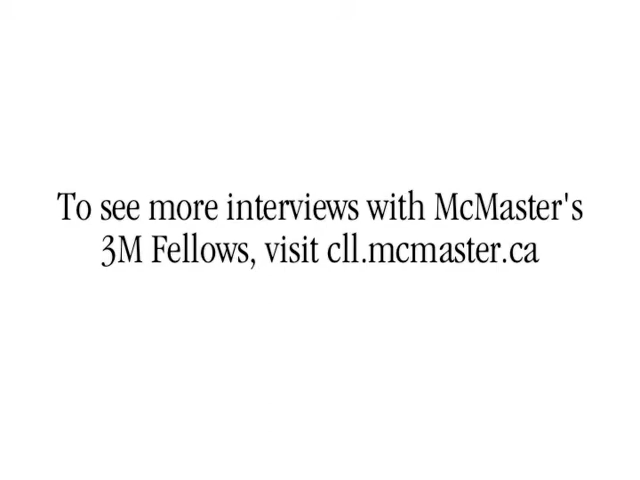 To see more interviews with McMaster's
3M Fellows, visit cll.mcmaster.ca